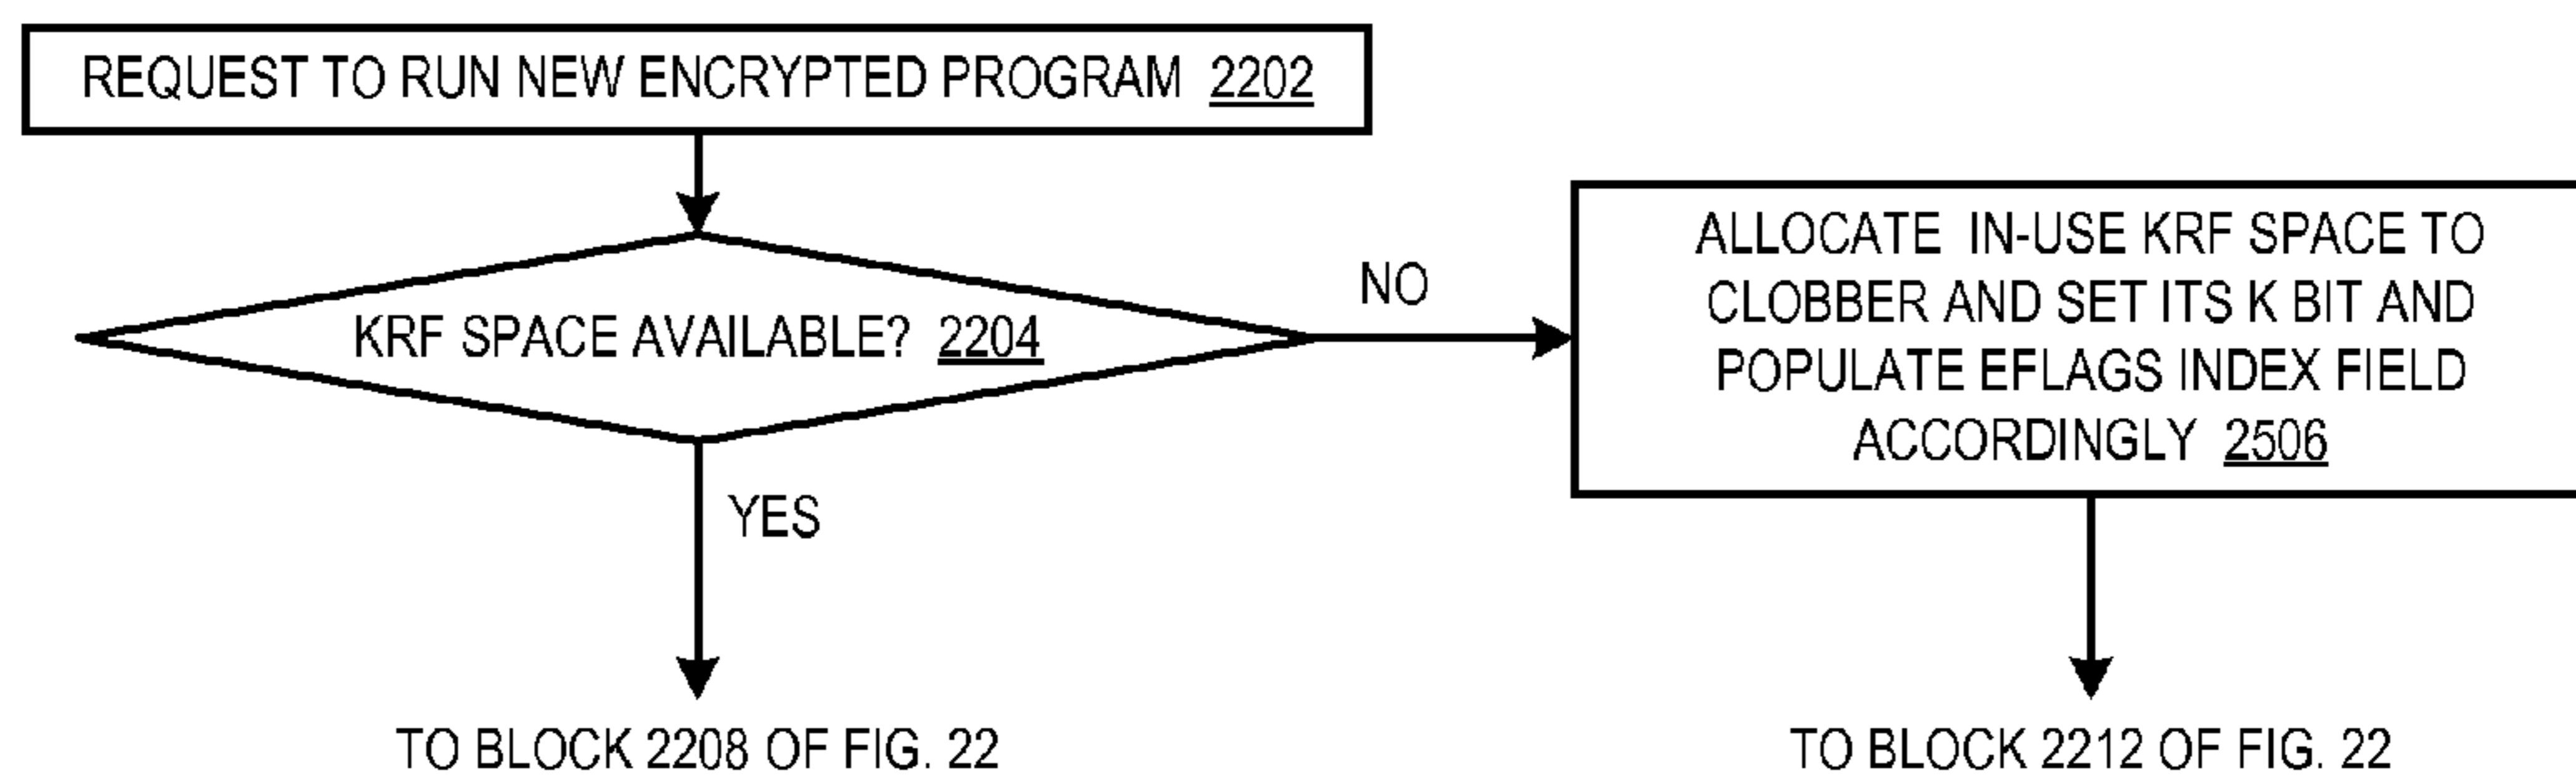 REQUEST TO RUN NEW ENCRYPTED PROGRAM 2202
KRF SPACE AVAILABLE? 2204
NO
ALLOCATE IN-USE KRF SPACE TO
CLOBBER AND SET ITS K BIT AND
POPULATE EFLAGS INDEX FIELD
ACCORDINGLY 2506
YES
TO BLOCK 2208 OF FIG. 22
TO BLOCK 2212 OF FIG. 22